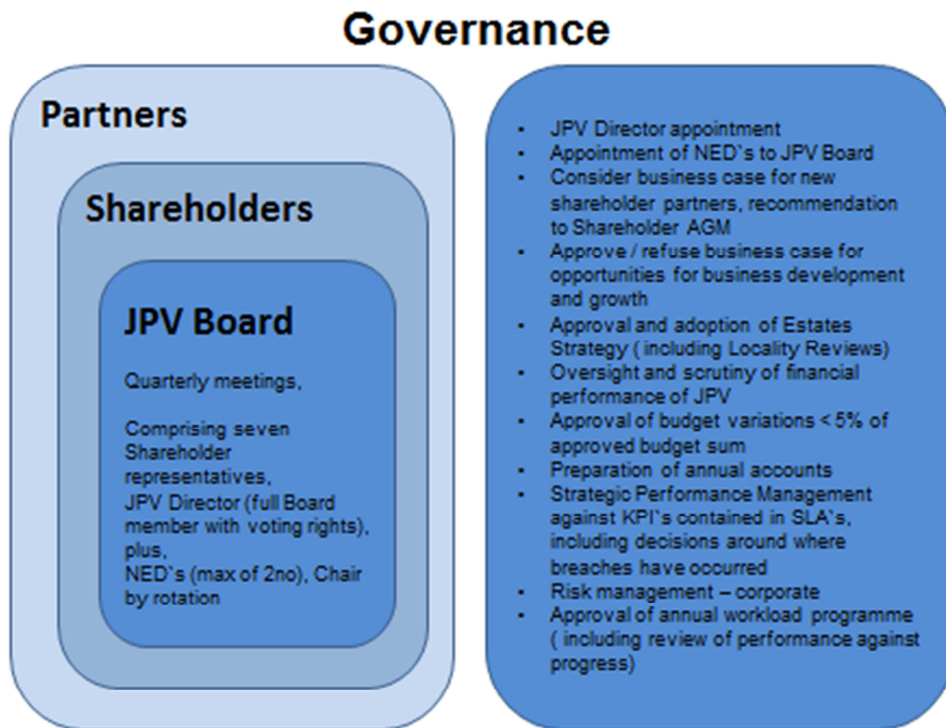 Governance
Partners
Shareholders
JPV Board
Quarterly meetings,
Comprising seven
Shareholder
representatives,
JPV Director (full Board
member with voting rights),
plus,
NED`s (max of 2no), Chair
by rotation
• JPV Director appointment
• Appointment of NED`s to JPV Board
• Consider business case for new
shareholder partners, recommendation
to Shareholder AGM
• Approve / refuse business case for
opportunities for business development
and growth
• Approval and adoption of Estates
Strategy ( including Locality Reviews)
• Oversight and scrutiny of financial
performance of JPV
• Approval of budget variations < 5% of
approved budget sum
• Preparation of annual accounts
• Strategic Performance Management
against KPI`s contained in SLA`s,
including decisions around where
breaches have occurred
• Risk management – corporate
• Approval of annual workload programme
( including review of performance against
progress)